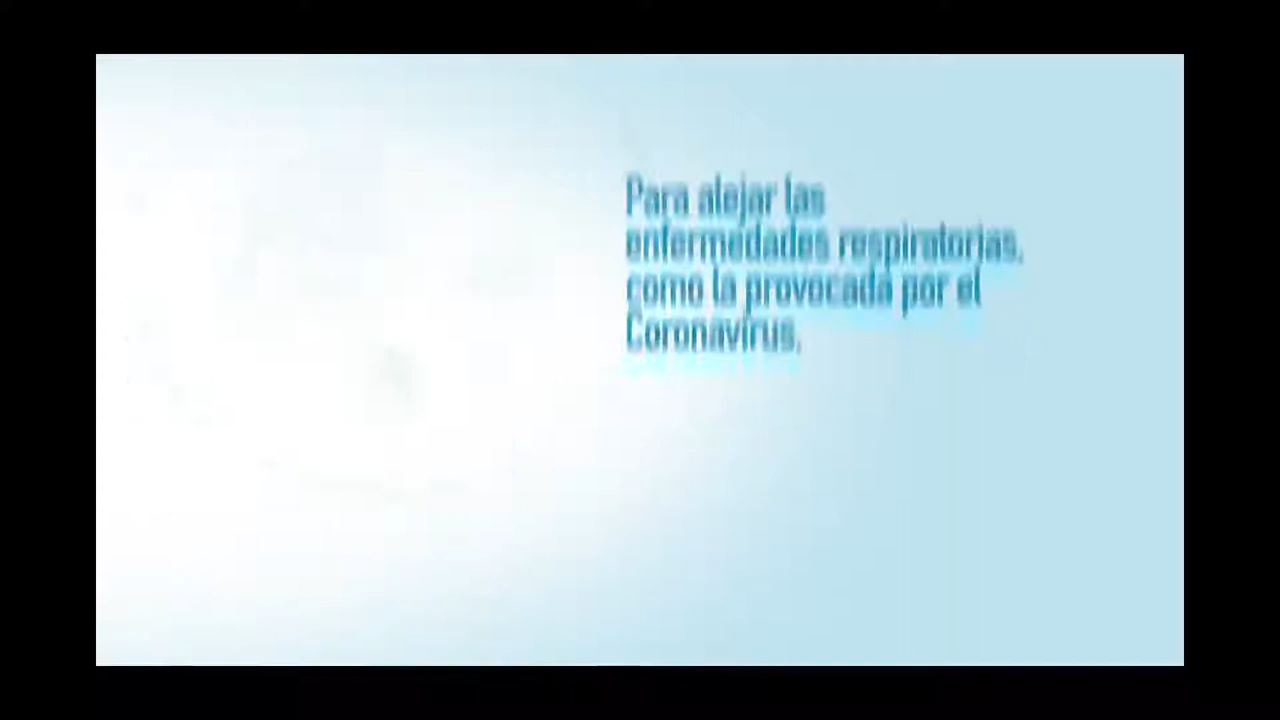 Para alejar las
enfermedades respiratorias,
como la provocada por el
Coronavirus,